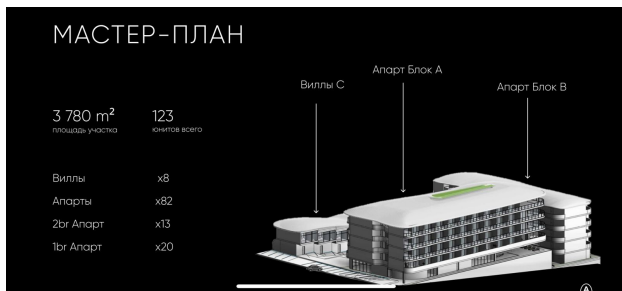 МАСТЕР-ПЛАН
Виллы С
Апарт Блок А
Апарт Блок В
3 780 m² 123
площадь участка юнитов всего
Виллы x8
Апарты x82
2br Апарт x13
1br Апарт x20
A